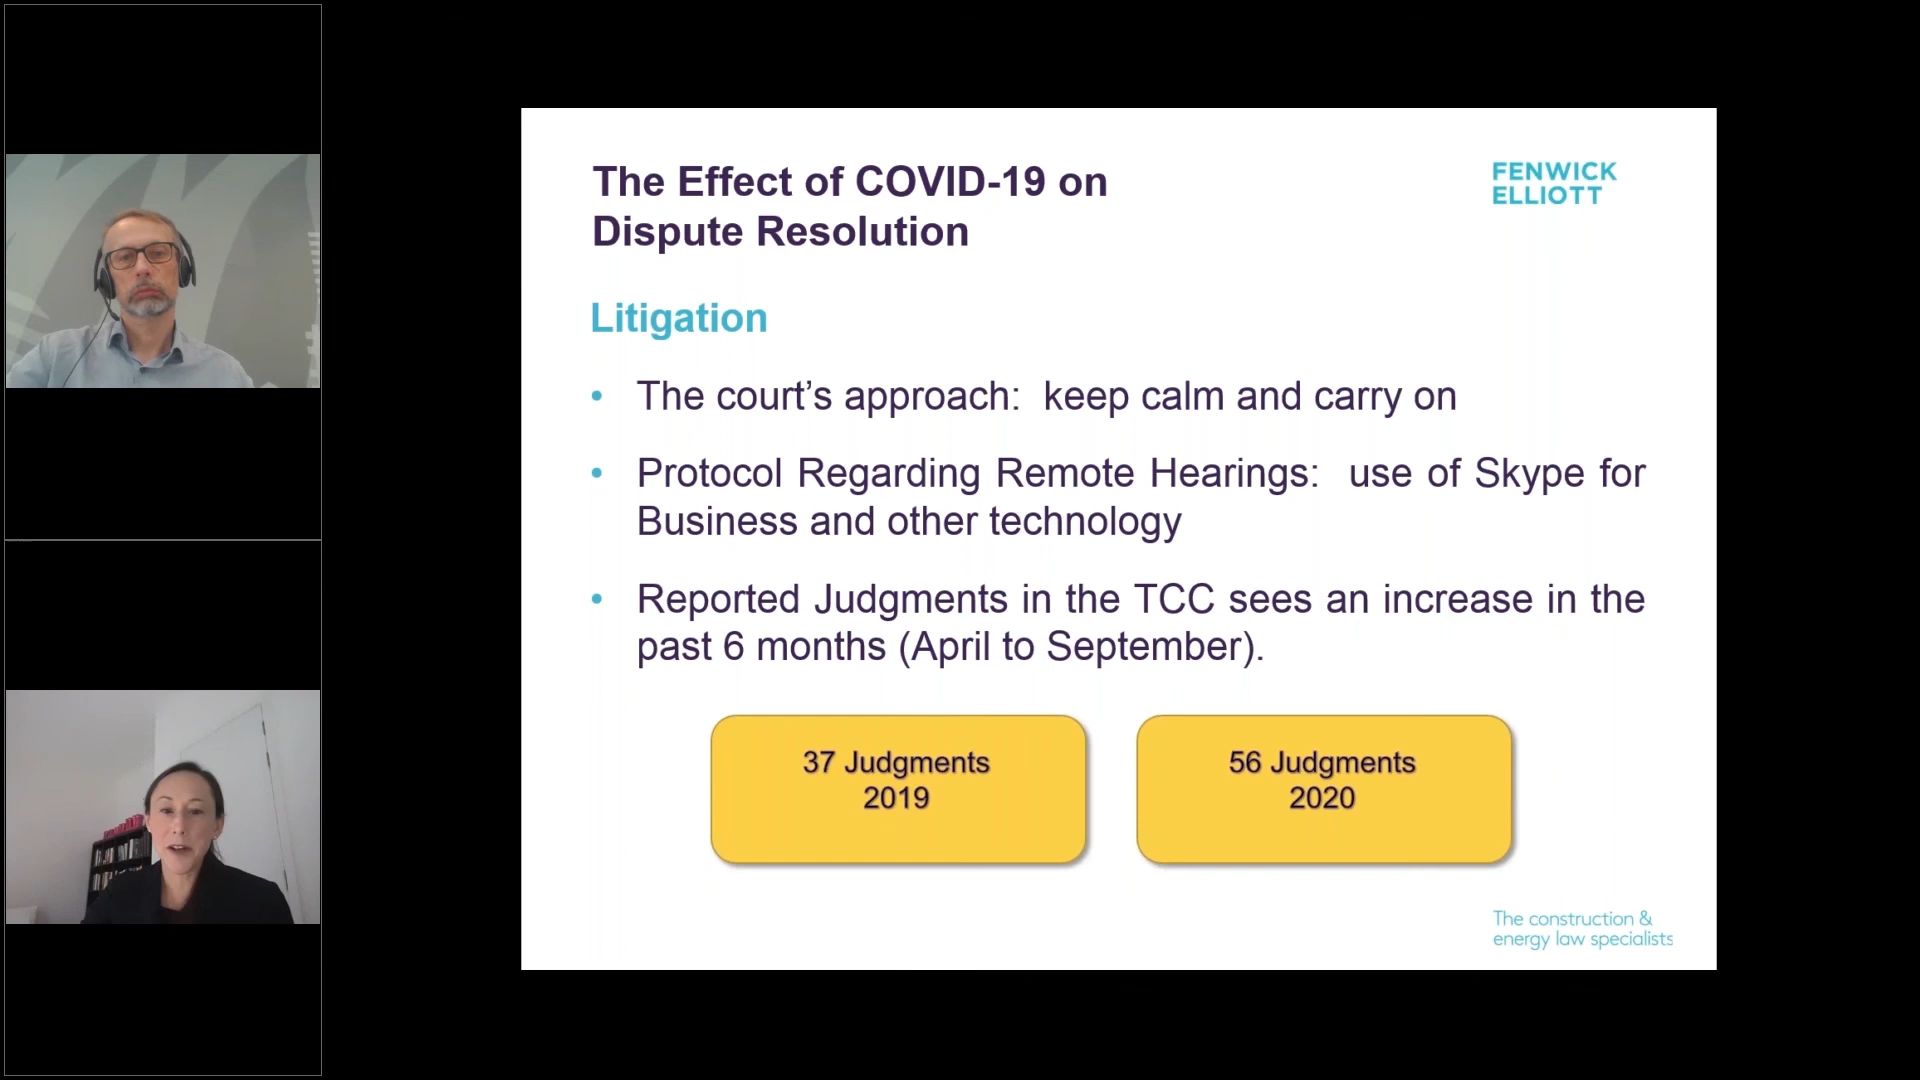 The Effect of COVID-19 on
Dispute Resolution
FENWICK
ELLIOTT
Litigation
• The court’s approach:  keep calm and carry on
• Protocol Regarding Remote Hearings:  use of Skype for
Business and other technology
• Reported Judgments in the TCC sees an increase in the
past 6 months (April to September).
37 Judgments
2019
56 Judgments
2020
The construction &
energy law specialists